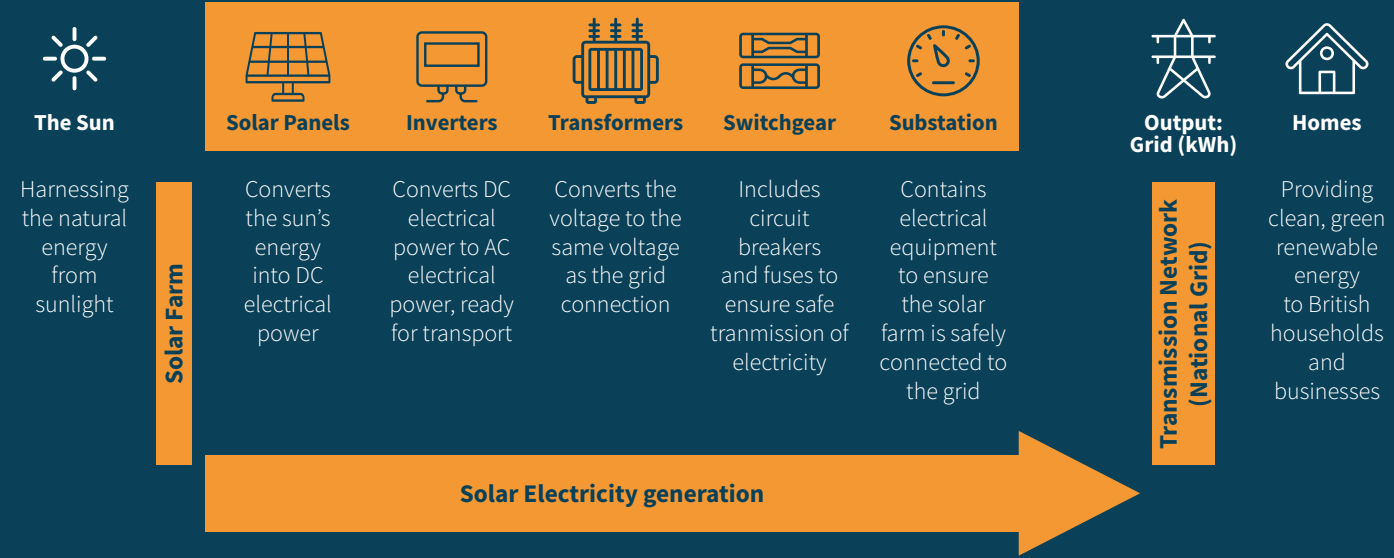 The Sun
Solar Panels
Inverters
Transformers
Switchgear
Substation
Output:
Grid (kWh)
Homes
Harnessing
the natural
energy
from
sunlight
Solar Farm
Converts
the sun's
energy
into DC
electrical
power
Converts DC
electrical
power to AC
electrical
power, ready
for transport
Converts the
voltage to the
same voltage
as the grid
connection
Includes
circuit
breakers
and fuses to
ensure safe
tranmission of
electricity
Contains
electrical
equipment
to ensure
the solar
farm is safely
connected to
the grid
Transmission Network
(National Grid)
Providing
clean, green
renewable
energy
to British
households
and
businesses
Solar Electricity generation